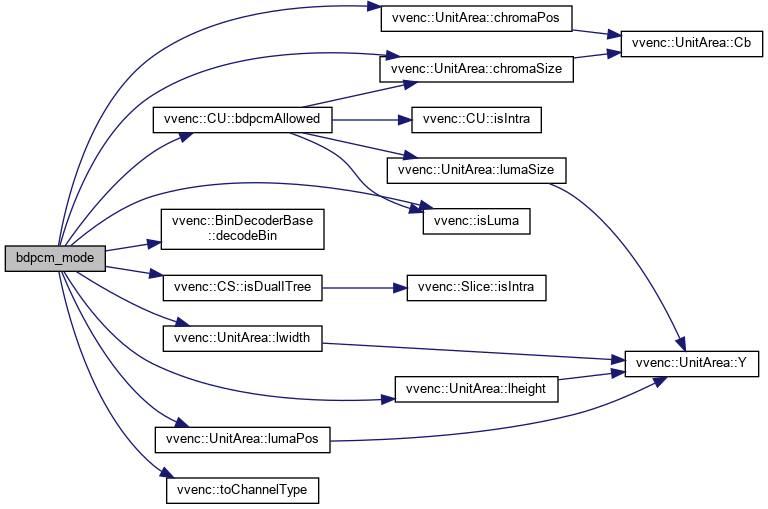 vvenc::UnitArea::chromaPos
vvenc::UnitArea::Cb
vvenc::UnitArea::chromaSize
vvenc::CU::bdpcmAllowed
vvenc::CU::isIntra
vvenc::UnitArea::lumaSize
vvenc::BinDecoderBase
::decodeBin
vvenc::isLuma
bdpcm_mode
vvenc::CS::isDualITree
vvenc::Slice::isIntra
vvenc::UnitArea::lwidth
vvenc::UnitArea::Y
vvenc::UnitArea::lheight
vvenc::UnitArea::lumaPos
vvenc::toChannelType